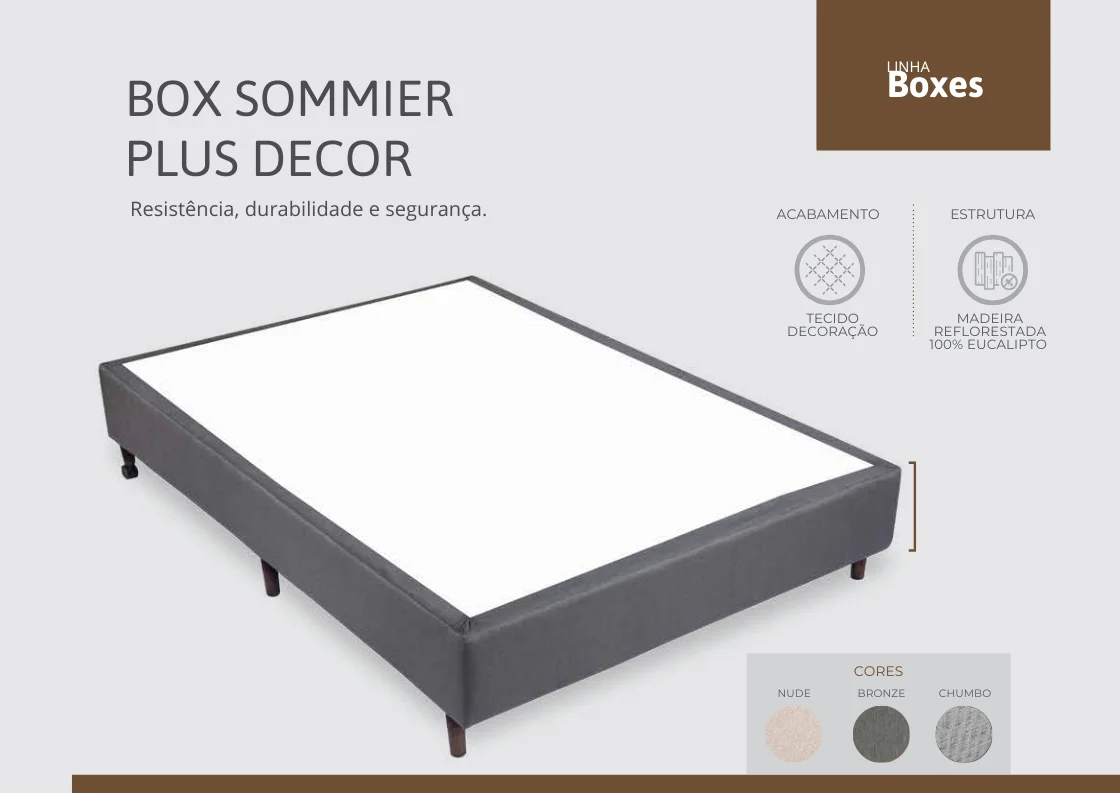 LINHA
Boxes
BOX SOMMIER
PLUS DECOR
Resistência, durabilidade e segurança.
ACABAMENTO
TECIDO
DECORAÇÃO
ESTRUTURA
MADEIRA
REFLORESTADA
100% EUCALIPTO
CORES
NUDE BRONZE CHUMBO